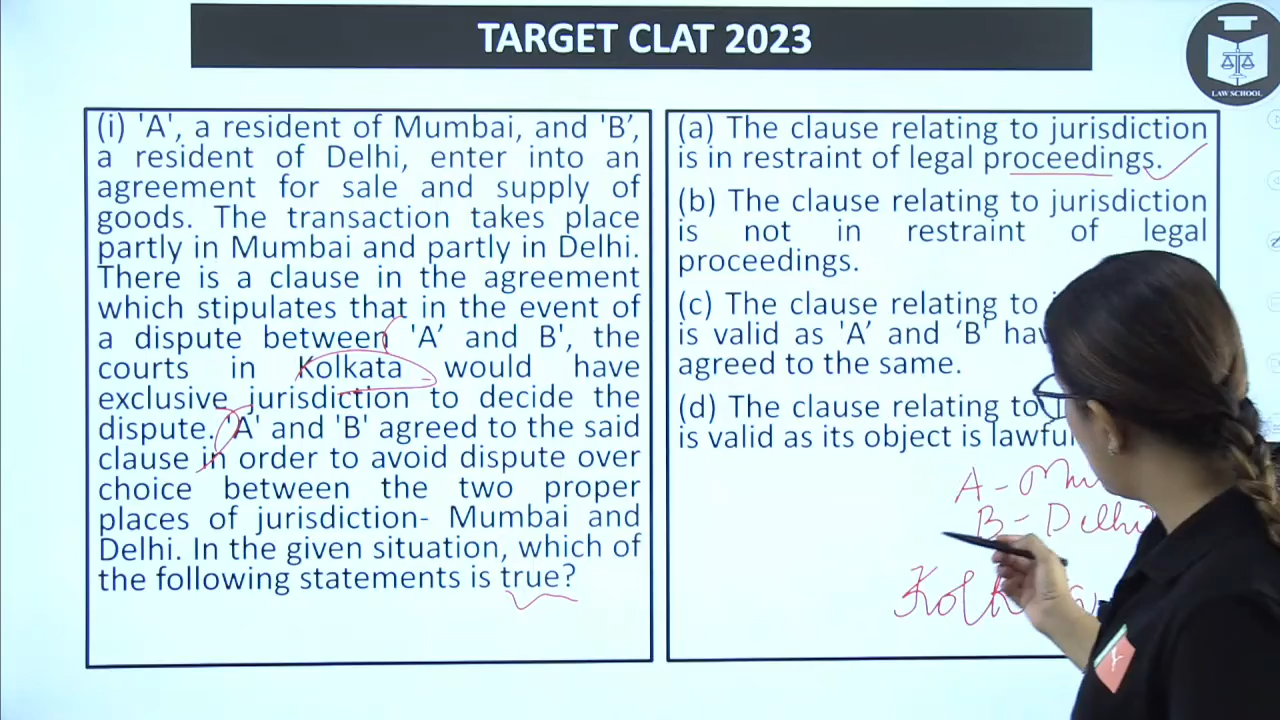 TARGET CLAT 2023
LAW SCHOOL
(i) 'A', a resident of Mumbai, and 'B’,
a resident of Delhi, enter into an
agreement for sale and supply of
goods. The transaction takes place
partly in Mumbai and partly in Delhi.
There is a clause in the agreement
which stipulates that in the event of
a dispute between 'A’ and B', the
courts in Kolkata would have
exclusive jurisdiction to decide the
dispute. 'A' and 'B' agreed to the said
clause in order to avoid dispute over
choice between the two proper
places of jurisdiction- Mumbai and
Delhi. In the given situation, which of
the following statements is true?
(a) The clause relating to jurisdiction
is in restraint of legal proceedings.
(b) The clause relating to jurisdiction
is not in restraint of legal
proceedings.
(c) The clause relating to
is valid as 'A’ and ‘B'
agreed to the same.
(d) The clause relating to
is valid as its object is
A -
B - Delhi